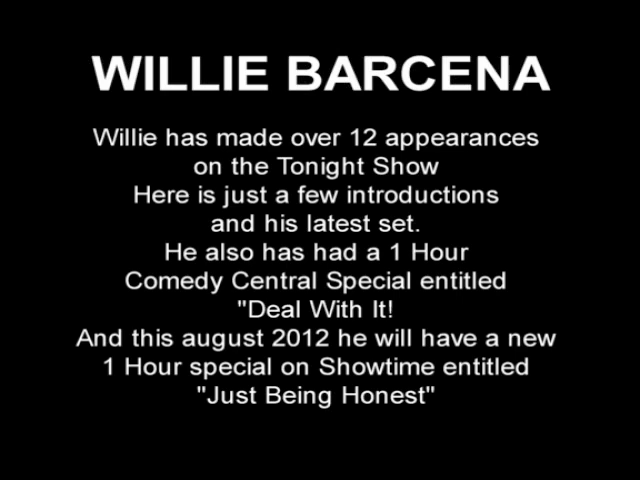 WILLIE BARCENA
Willie has made over 12 appearances
on the Tonight Show
Here is just a few introductions
and his latest set.
He also has had a 1 Hour
Comedy Central Special entitled
"Deal With It!
And this august 2012 he will have a new
1 Hour special on Showtime entitled
"Just Being Honest"